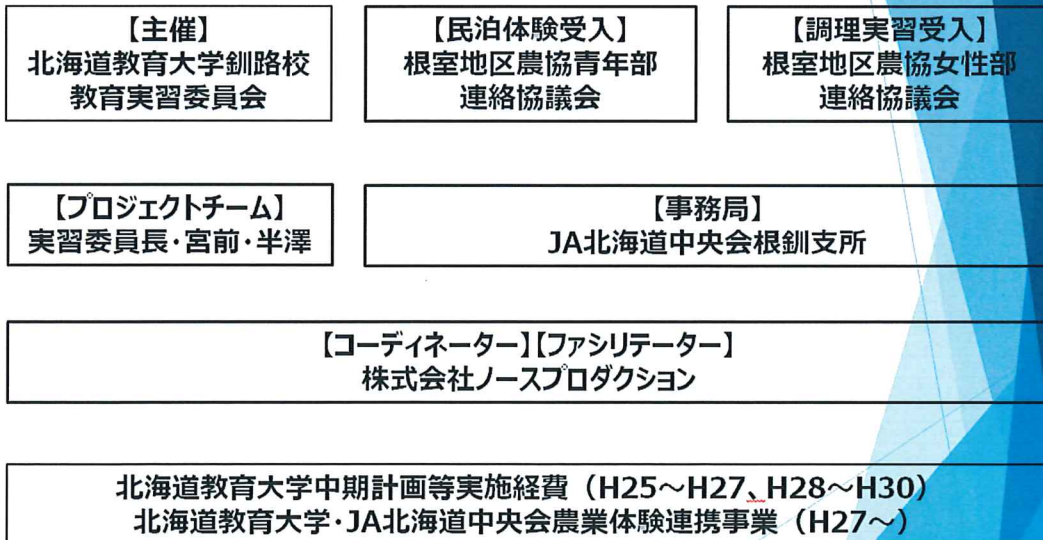 【主催】
北海道教育大学釧路校
教育実習委員会
【民泊体験受入】
根室地区農協青年部
連絡協議会
【調理実習受入】
根室地区農協女性部
連絡協議会
【プロジェクトチーム】
実習委員長・宮前・半澤
【事務局】
JA北海道中央会根釧支所
【コーディネーター】【ファシリテーター】
株式会社ノースプロダクション
北海道教育大学中期計画等実施経費（H25～H27、H28～H30）
北海道教育大学・JA北海道中央会農業体験連携事業（H27～）